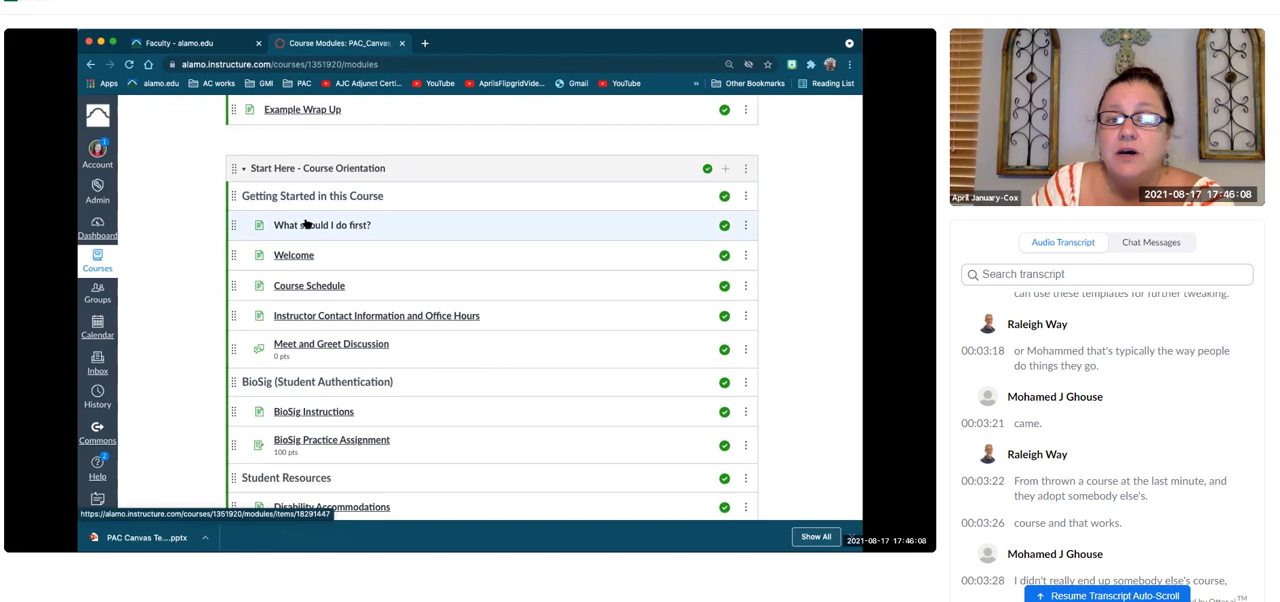 Faculty - alamo.edu
Course Modules: PAC_Canvas
alamo.instructure.com/courses/1351920/modules
Apps alamo.edu AC works GMI PAC AJC Adjunct Certi... YouTube AprilsFlipgridVide... Gmail YouTube » Other Bookmarks Reading List
Example Wrap Up
Start Here - Course Orientation
Getting Started in this Course
What should I do first?
Welcome
Course Schedule
Instructor Contact Information and Office Hours
Meet and Greet Discussion
0 pts
BioSig (Student Authentication)
BioSig Instructions
BioSig Practice Assignment
100 pts
Student Resources
Disability Accommodations
1
Account
Admin
Dashboard
Courses
Groups
Calendar
Inbox
History
Commons
2
Help
https://alamo.instructure.com/courses/1351920/modules/items/18291447
PAC Canvas Te....pptx
Show All
2021-08-17 17:46:08
April January-Cox
2021-08-17 17:46:08
Audio Transcript Chat Messages
Search transcript
can use these templates for further tweaking.
Raleigh Way
00:03:18 or Mohammed that's typically the way people
do things they go.
Mohamed J Ghouse
00:03:21 came.
Raleigh Way
00:03:22 From thrown a course at the last minute, and
they adopt somebody else's.
00:03:26 course and that works.
Mohamed J Ghouse
00:03:28 I didn't really end up somebody else's course,
Resume Transcript Auto-Scroll
by Otter.ai TM